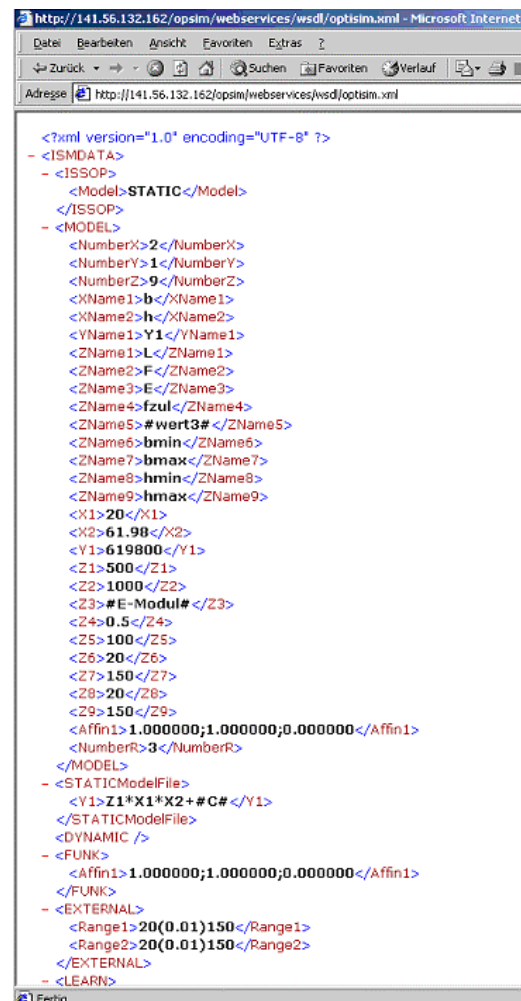 http://141.56.132.162/opsim/webservices/wsdl/optisim.xml - Microsoft Internet
Datei Bearbeiten Ansicht Favoriten Extras ?
Zurück Suchen Favoriten Verlauf
Adresse http://141.56.132.162/opsim/webservices/wsdl/optisim.xml
<?xml version="1.0" encoding="UTF-8" ?>
- <ISMDATA>
- <ISSOP>
<Model>STATIC</Model>
</ISSOP>
- <MODEL>
<NumberX>2</NumberX>
<NumberY>1</NumberY>
<NumberZ>9</NumberZ>
<XName1>b</XName1>
<XName2>h</XName2>
<YName1>Y1</YName1>
<ZName1>L</ZName1>
<ZName2>F</ZName2>
<ZName3>E</ZName3>
<ZName4>fzul</ZName4>
<ZName5>#wert3#</ZName5>
<ZName6>bmin</ZName6>
<ZName7>bmax</ZName7>
<ZName8>hmin</ZName8>
<ZName9>hmax</ZName9>
<X1>20</X1>
<X2>61.98</X2>
<Y1>619800</Y1>
<Z1>500</Z1>
<Z2>1000</Z2>
<Z3>#E-Modul#</Z3>
<Z4>0.5</Z4>
<Z5>100</Z5>
<Z6>20</Z6>
<Z7>150</Z7>
<Z8>20</Z8>
<Z9>150</Z9>
<Affin1>1.000000;1.000000;0.000000</Affin1>
<NumberR>3</NumberR>
</MODEL>
- <STATICModelFile>
<Y1>Z1*X1*X2+#C#</Y1>
</STATICModelFile>
<DYNAMIC />
- <FUNK>
<Affin1>1.000000;1.000000;0.000000</Affin1>
</FUNK>
- <EXTERNAL>
<Range1>20(0.01)150</Range1>
<Range2>20(0.01)150</Range2>
</EXTERNAL>
- <LEARN>
Fertig